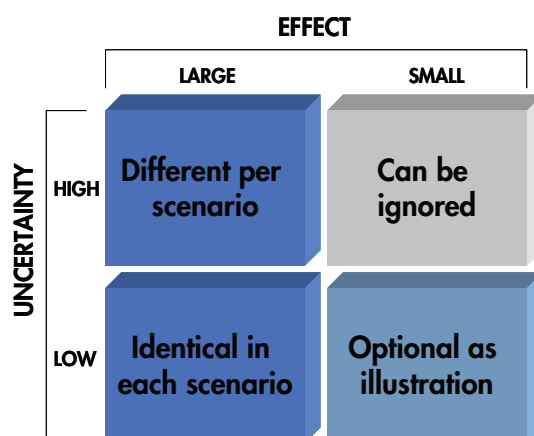 EFFECT
LARGE
SMALL
UNCERTAINTY
HIGH
Different per
scenario
Can be
ignored
LOW
Identical in
each scenario
Optional as
illustration